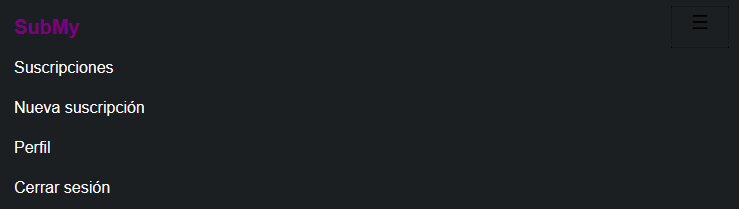 SubMy
☰
Suscripciones
Nueva suscripción
Perfil
Cerrar sesión